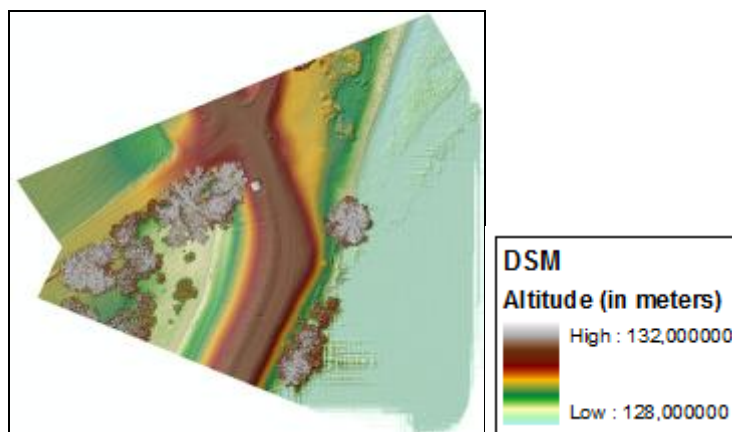 DSM
Altitude (in meters)
High : 132,000000
Low : 128,000000